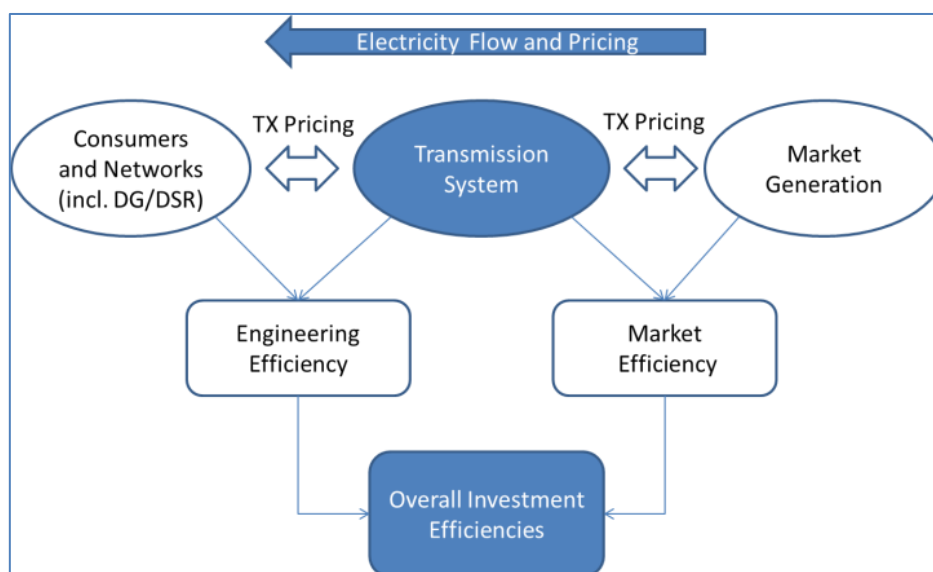 Electricity Flow and Pricing
Consumers
and Networks
(incl. DG/DSR)
TX Pricing
Transmission
System
TX Pricing
Market
Generation
Engineering
Efficiency
Market
Efficiency
Overall Investment
Efficiencies